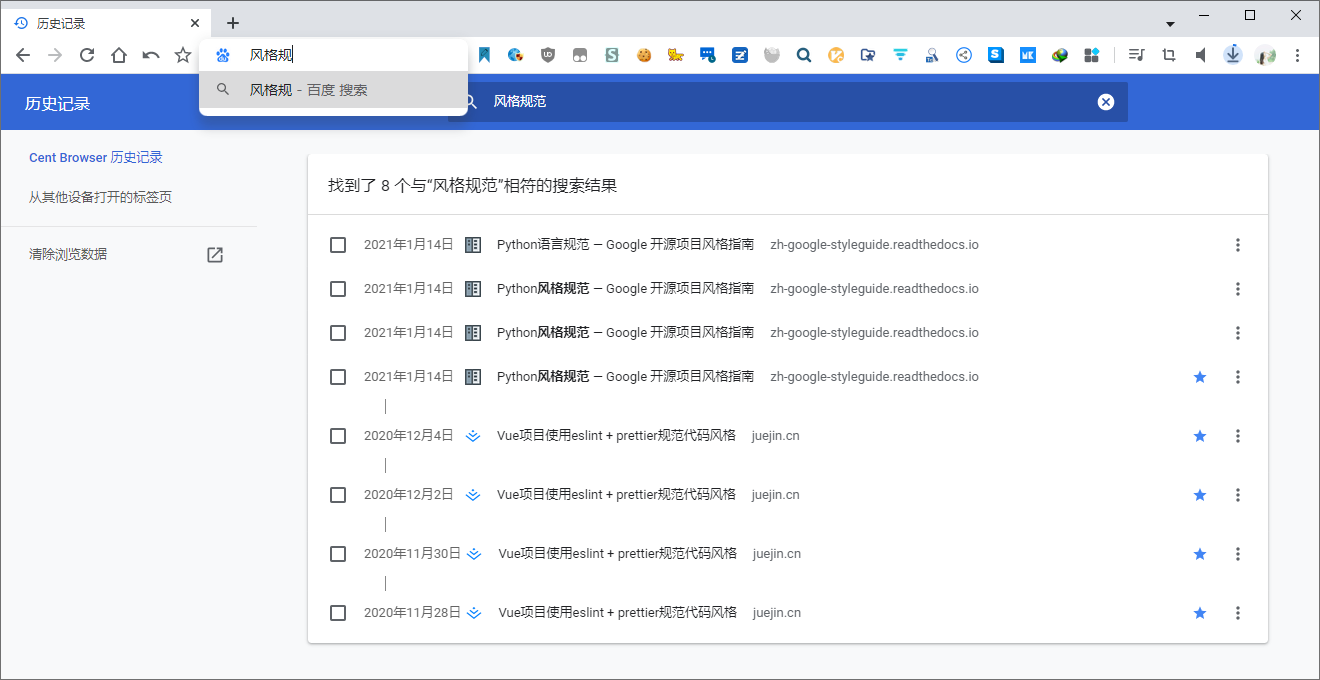 历史记录
风格规
风格规 - 百度 搜索
历史记录
风格规范
Cent Browser 历史记录
从其他设备打开的标签页
清除浏览数据
找到了 8 个与“风格规范”相符的搜索结果
2021年1月14日 Python语言规范 — Google 开源项目风格指南 zh-google-styleguide.readthedocs.io
2021年1月14日 Python风格规范 — Google 开源项目风格指南 zh-google-styleguide.readthedocs.io
2021年1月14日 Python风格规范 — Google 开源项目风格指南 zh-google-styleguide.readthedocs.io
2021年1月14日 Python风格规范 — Google 开源项目风格指南 zh-google-styleguide.readthedocs.io
2020年12月4日 Vue项目使用eslint + prettier规范代码风格 juejin.cn
2020年12月2日 Vue项目使用eslint + prettier规范代码风格 juejin.cn
2020年11月30日 Vue项目使用eslint + prettier规范代码风格 juejin.cn
2020年11月28日 Vue项目使用eslint + prettier规范代码风格 juejin.cn